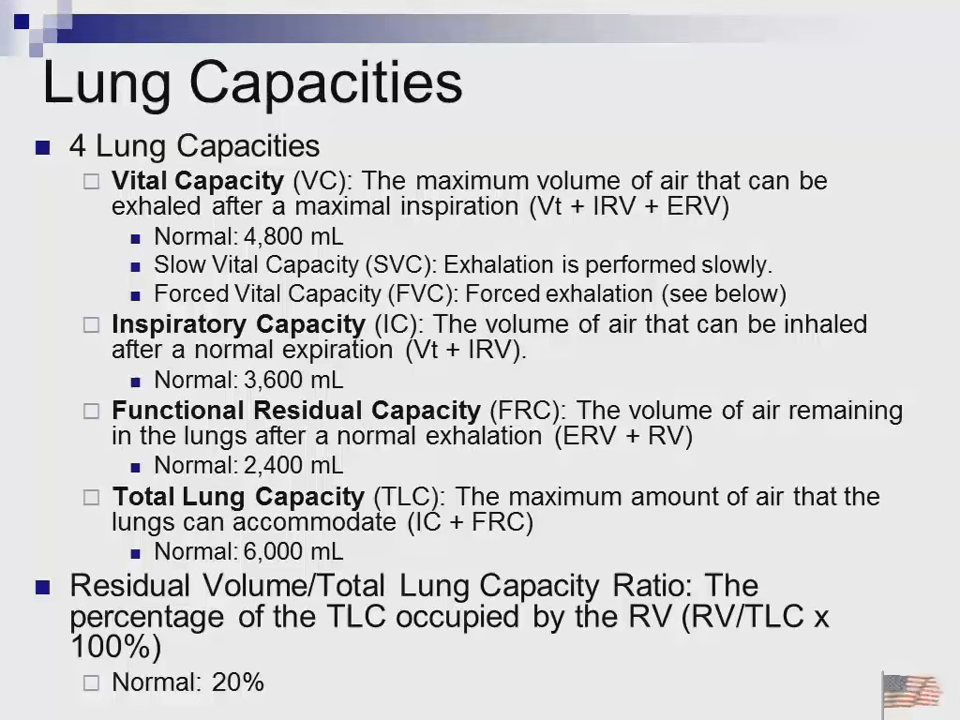 Lung Capacities
4 Lung Capacities
Vital Capacity (VC): The maximum volume of air that can be
exhaled after a maximal inspiration (Vt + IRV + ERV)
Normal: 4,800 mL
Slow Vital Capacity (SVC): Exhalation is performed slowly.
Forced Vital Capacity (FVC): Forced exhalation (see below)
Inspiratory Capacity (IC): The volume of air that can be inhaled
after a normal expiration (Vt + IRV).
Normal: 3,600 mL
Functional Residual Capacity (FRC): The volume of air remaining
in the lungs after a normal exhalation (ERV + RV)
Normal: 2,400 mL
Total Lung Capacity (TLC): The maximum amount of air that the
lungs can accommodate (IC + FRC)
Normal: 6,000 mL
Residual Volume/Total Lung Capacity Ratio: The
percentage of the TLC occupied by the RV (RV/TLC x
100%)
Normal: 20%